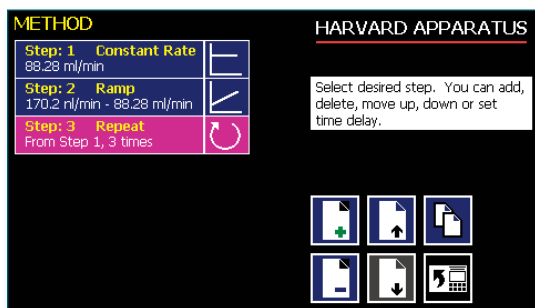 METHOD
Step: 1 Constant Rate
88.28 ml/min
Step: 2 Ramp
170.2 nl/min - 88.28 ml/min
Step: 3 Repeat
From Step 1, 3 times
HARVARD APPARATUS
Select desired step. You can add,
delete, move up, down or set
time delay.